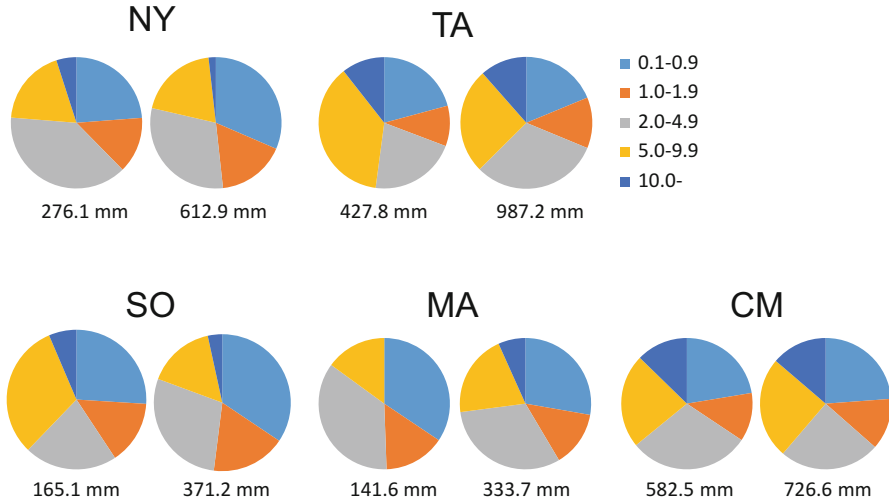 NY
TA
0.1-0.9
1.0-1.9
2.0-4.9
5.0-9.9
10.0-
276.1 mm
612.9 mm
427.8 mm
987.2 mm
SO
MA
CM
165.1 mm
371.2 mm
141.6 mm
333.7 mm
582.5 mm
726.6 mm